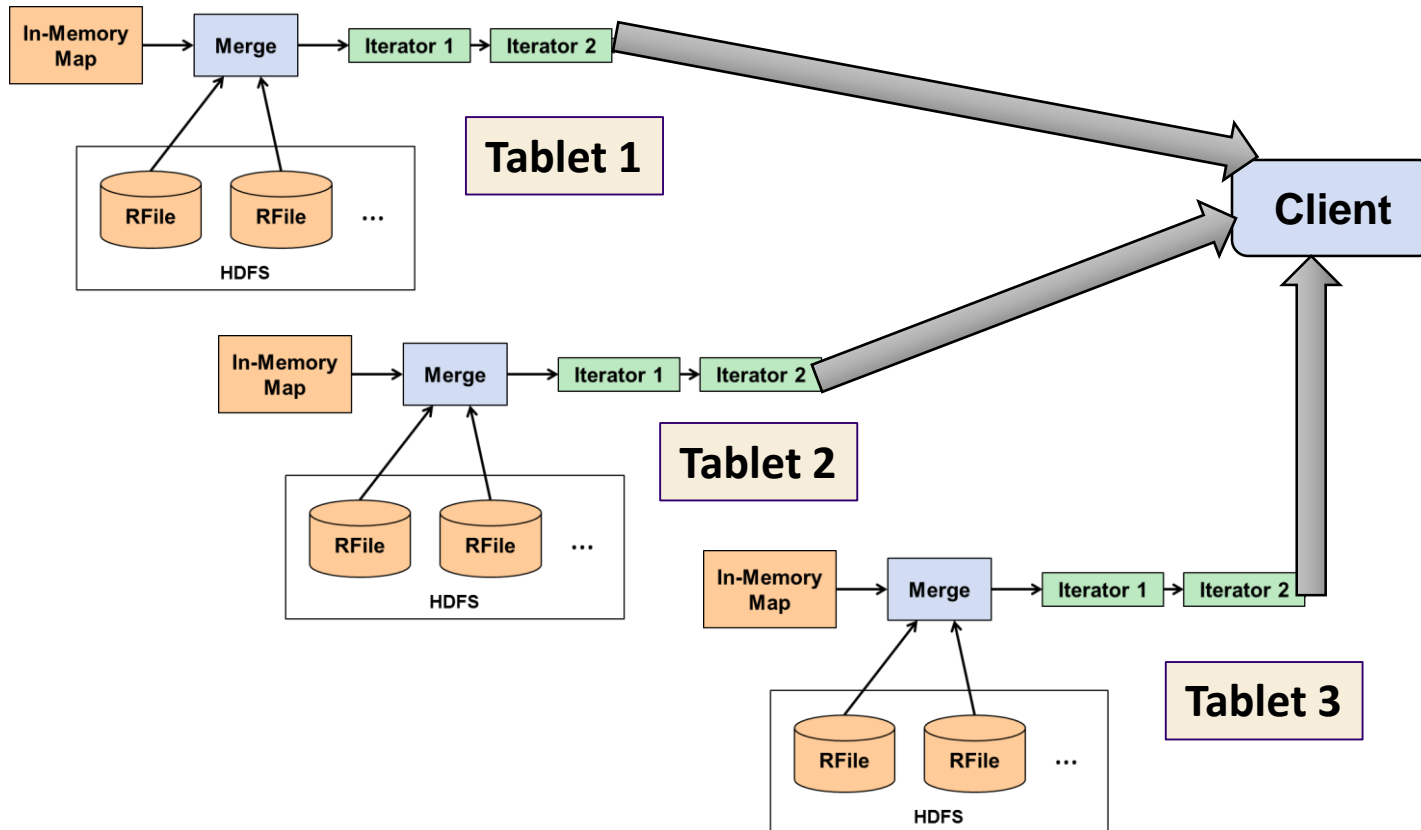 In-Memory
Map
Merge
Iterator 1
Iterator 2
Tablet 1
RFile
RFile
...
HDFS
Client
In-Memory
Map
Merge
Iterator 1
Iterator 2
Tablet 2
RFile
RFile
...
HDFS
In-Memory
Map
Merge
Iterator 1
Iterator 2
Tablet 3
RFile
RFile
...
HDFS